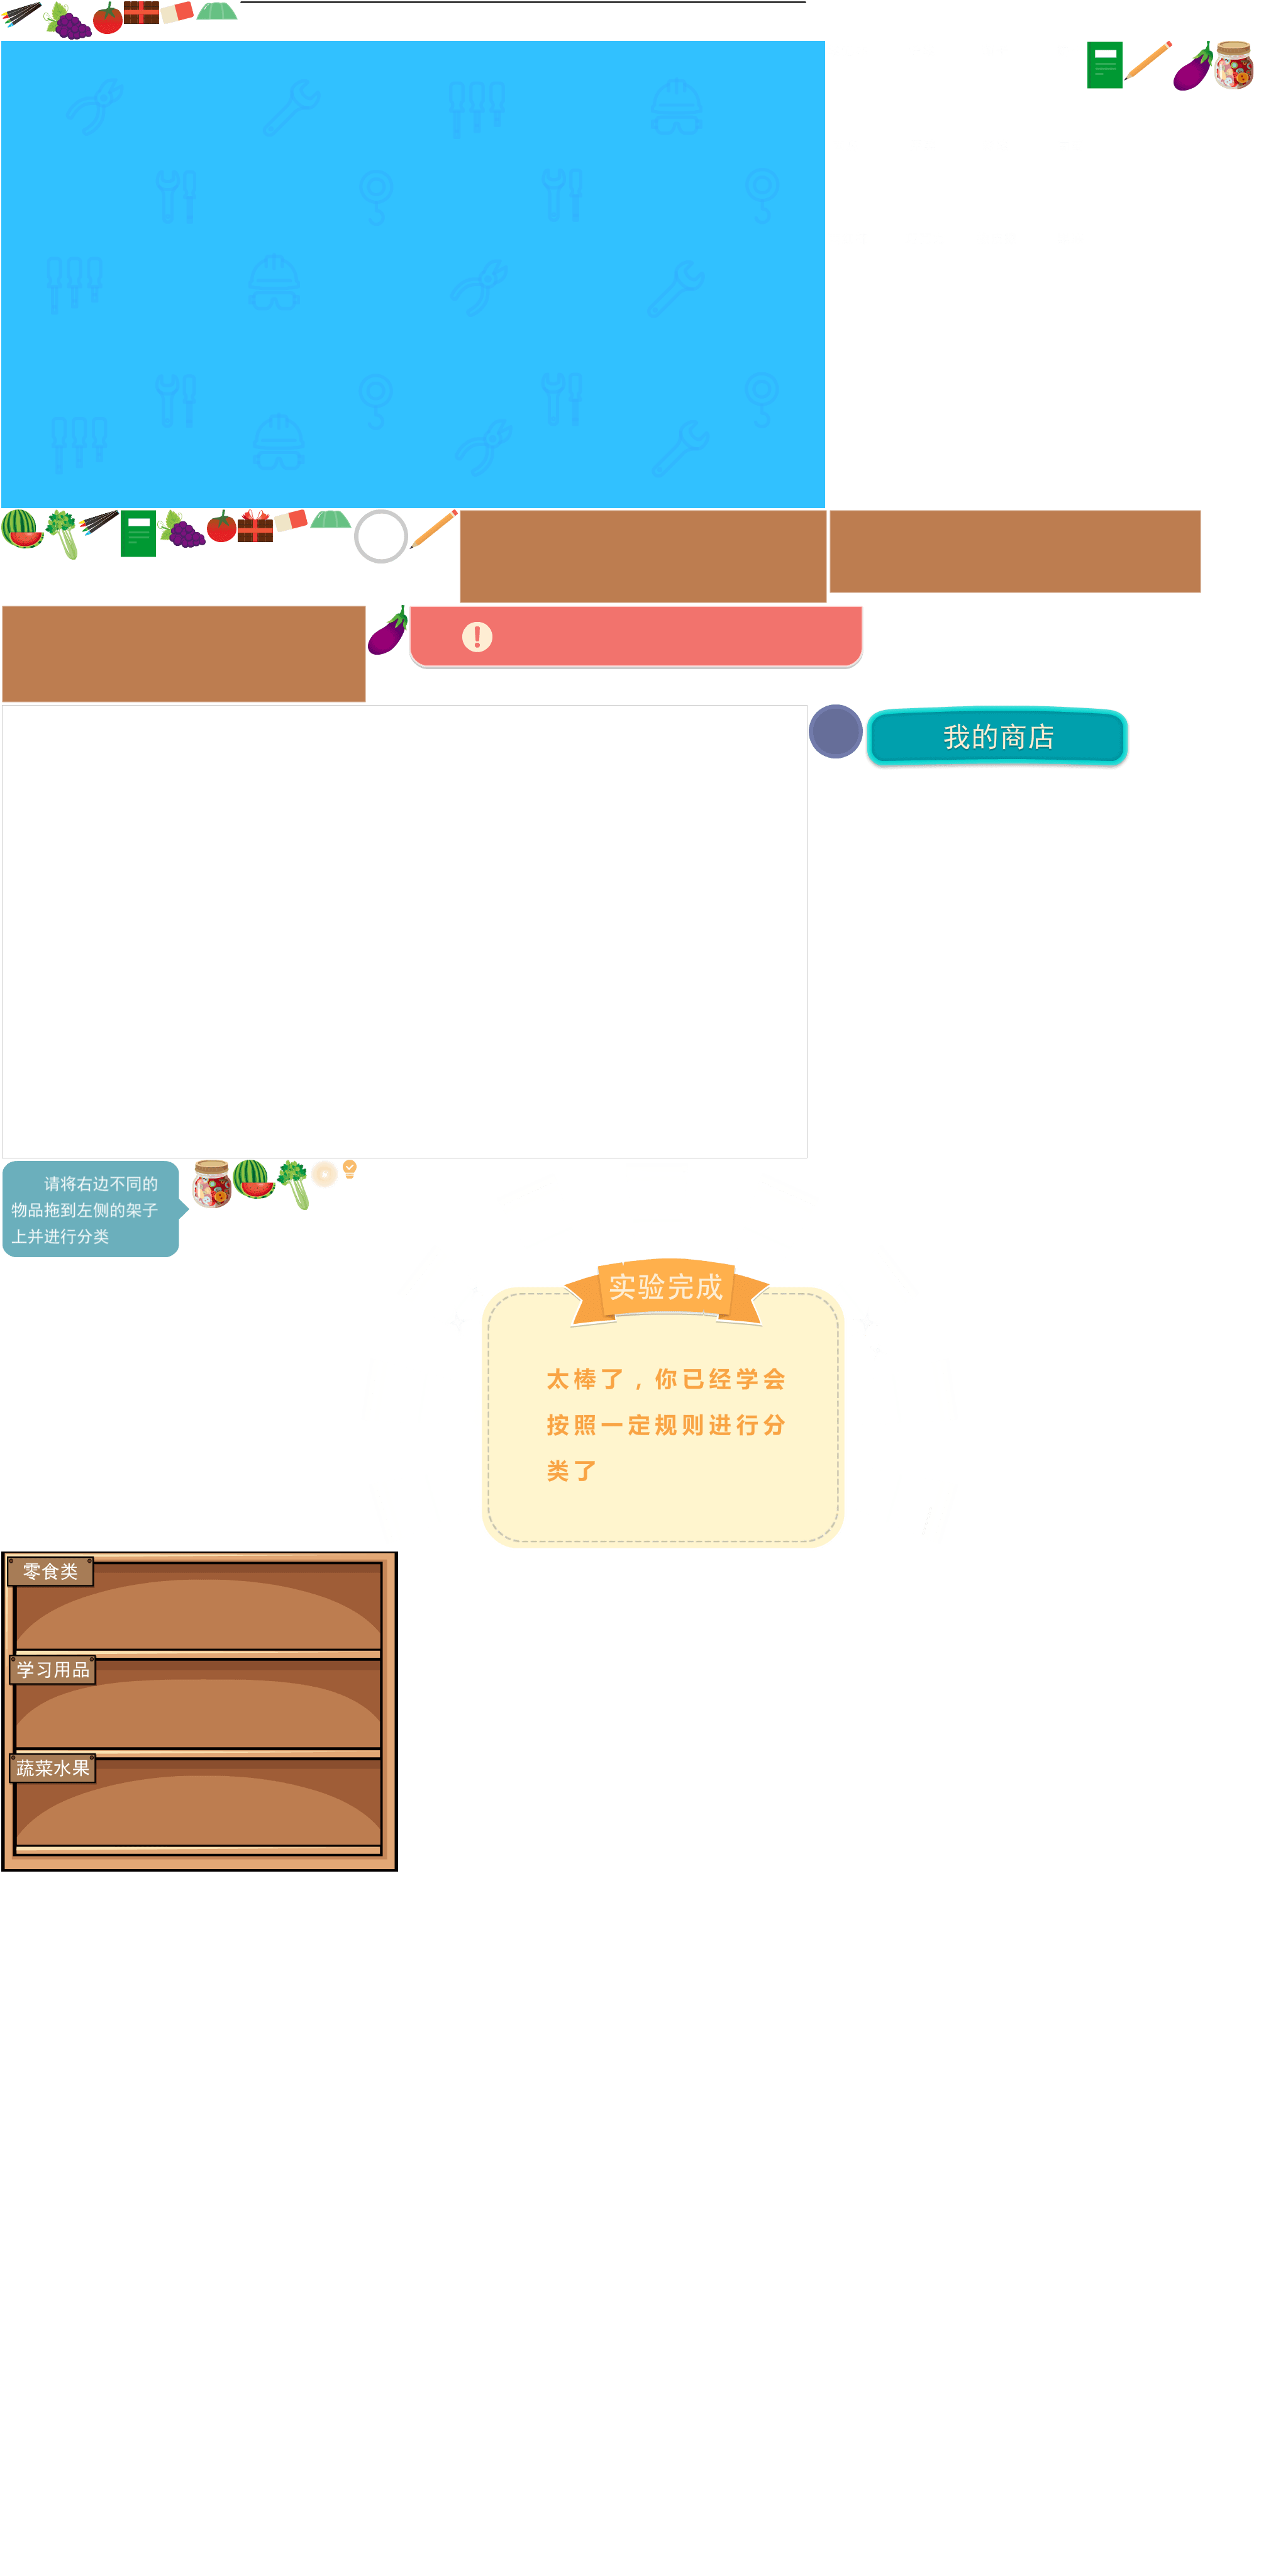 我的商店
请将右边不同的
物品拖到左侧的架子
上并进行分类
实验完成
太棒了，你已经学会
按照一定规则进行分
类了
零食类
学习用品
蔬菜水果